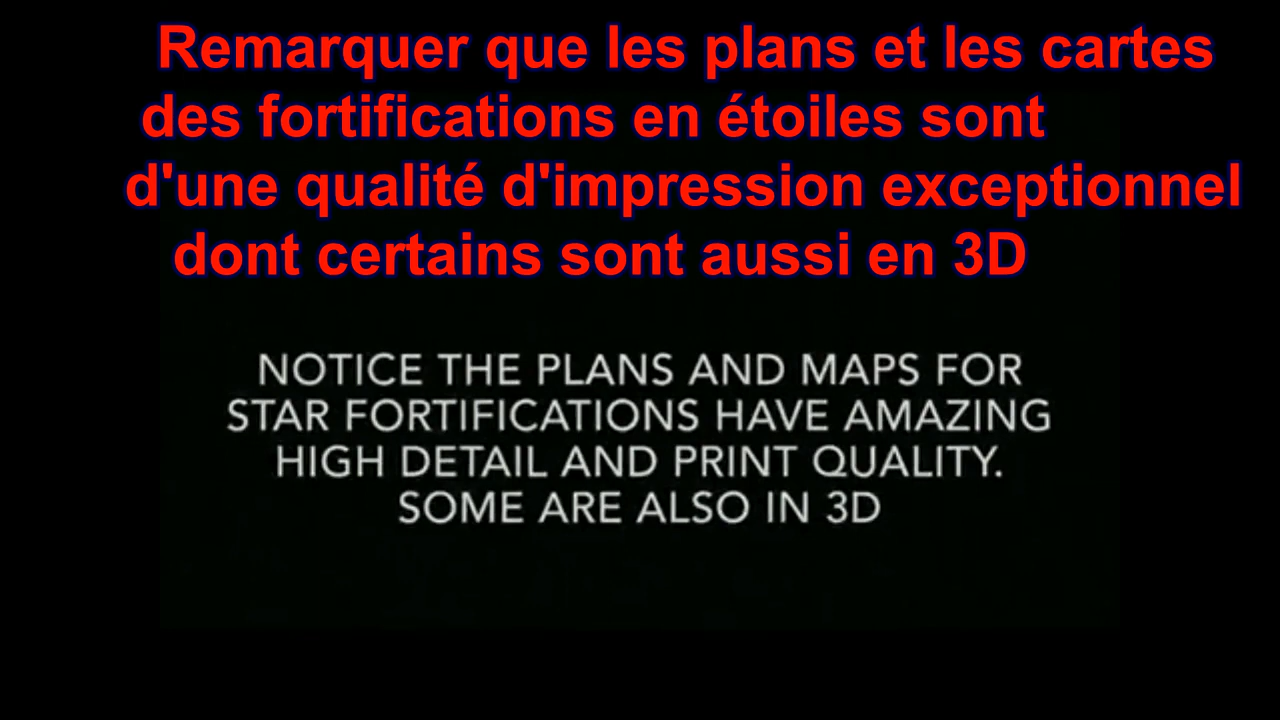 Remarquer que les plans et les cartes
des fortifications en étoiles sont
d'une qualité d'impression exceptionnel
dont certains sont aussi en 3D
NOTICE THE PLANS AND MAPS FOR
STAR FORTIFICATIONS HAVE AMAZING
HIGH DETAIL AND PRINT QUALITY.
SOME ARE ALSO IN 3D